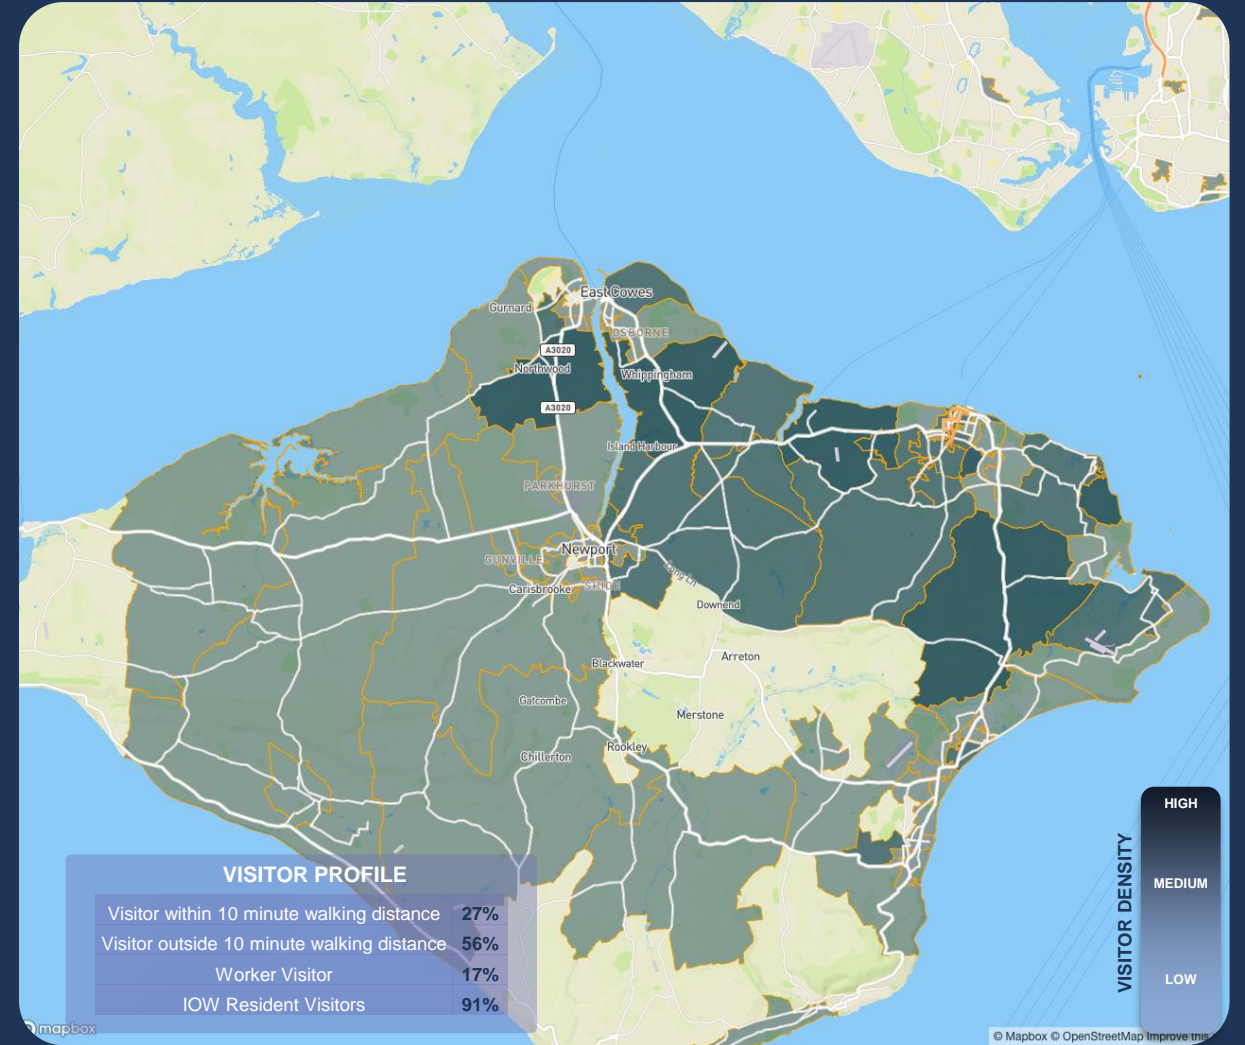 East Cowes
Gurnard
OSBORNE
A3020
Northwood
Whippingham
A3020
Island Harbour
PARKHURST
Newport
GUNVILLE
Long Ln
Carisbrooke
SHIDE
Downend
Blackwater
Arreton
Gatcombe
Merstone
Rookley
Chillerton
HIGH
MEDIUM
LOW
VISITOR DENSITY
VISITOR PROFILE
Visitor within 10 minute walking distance 27%
Visitor outside 10 minute walking distance 56%
Worker Visitor 17%
IOW Resident Visitors 91%
mapbox
© Mapbox © OpenStreetMap Improve this